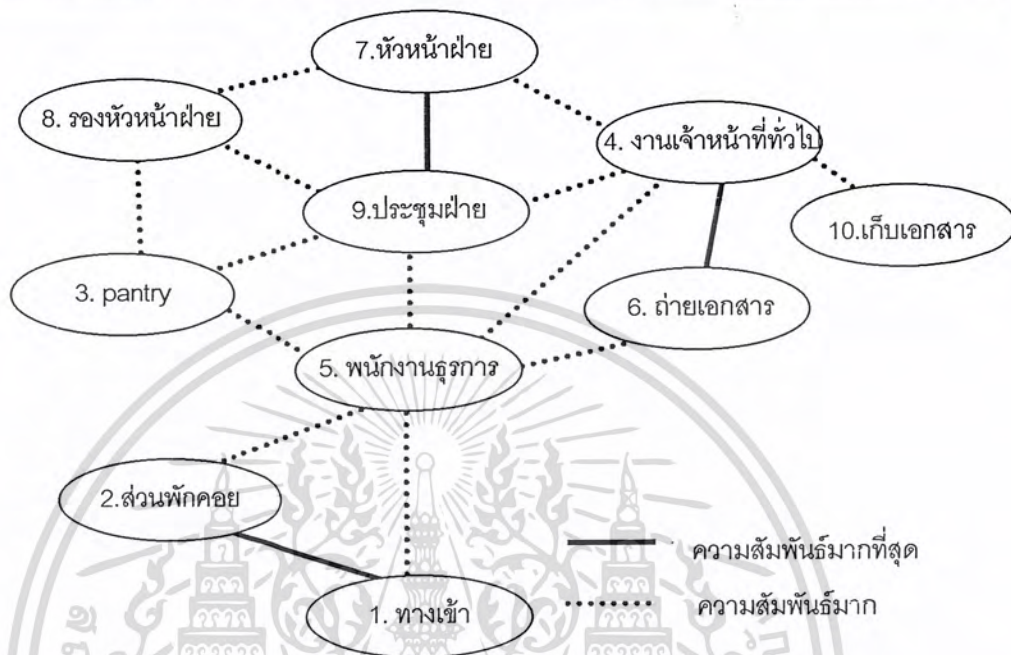 7.หัวหน้าฝ่าย
8. รองหัวหน้าฝ่าย
4. งานเจ้าหน้าที่ทั่วไป
9.ประชุมฝ่าย
10.เก็บเอกสาร
3. pantry
6. ถ่ายเอกสาร
5. พนักงานธุรการ
2.ส่วนพักคอย
ความสัมพันธ์มากที่สุด
ความสัมพันธ์มาก
1. ทางเข้า